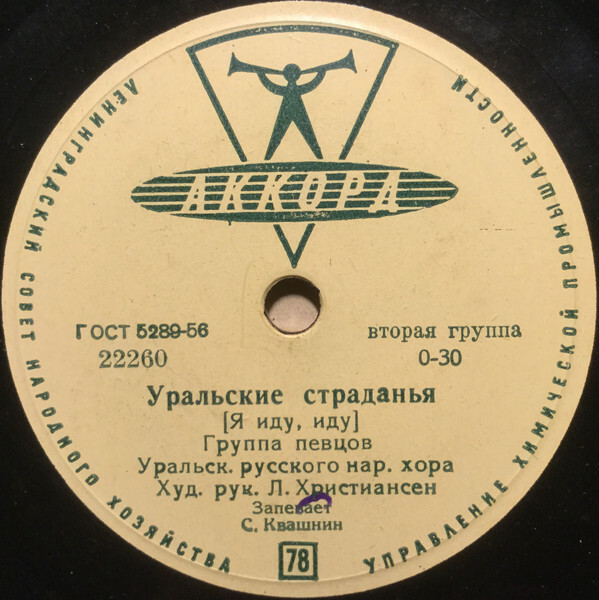 ЛЕНИНГРАДСКИЙ СОВЕТ НАРОДНОГО ХОЗЯЙСТВА
УПРАВЛЕНИЕ ХИМИЧЕСКОЙ ПРОМЫШЛЕННОСТИ
АККОРД
ГОСТ 5289-56
вторая группа
22260
0-30
Уральские страданья
[Я иду, иду]
Группа певцов
Уральск. русского нар. хора
Худ. рук. Л. Христиансен
Запевает
С. Квашнин
78